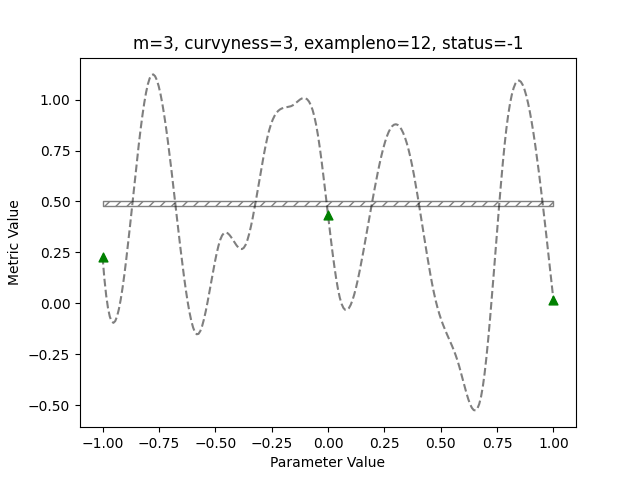 m=3, curvyness=3, exampleno=12, status=-1
Metric Value
1.00
0.75
0.50
0.25
0.00
−0.25
−0.50
−1.00 −0.75 −0.50 −0.25 0.00 0.25 0.50 0.75 1.00
Parameter Value